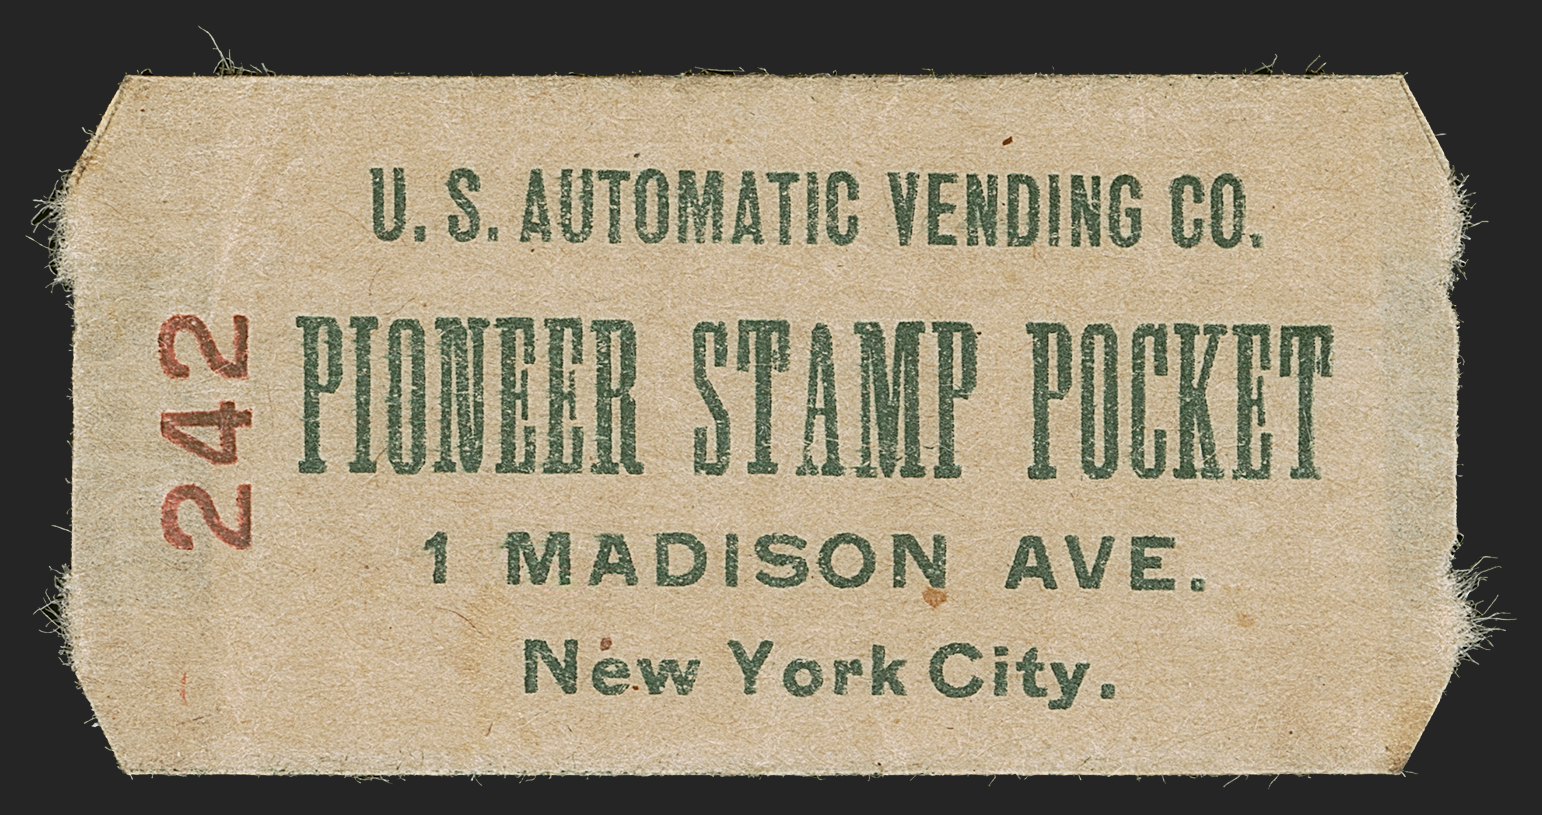 U. S. AUTOMATIC VENDING CO.
PIONEER STAMP POCKET
1 MADISON AVE.
New York City.
242